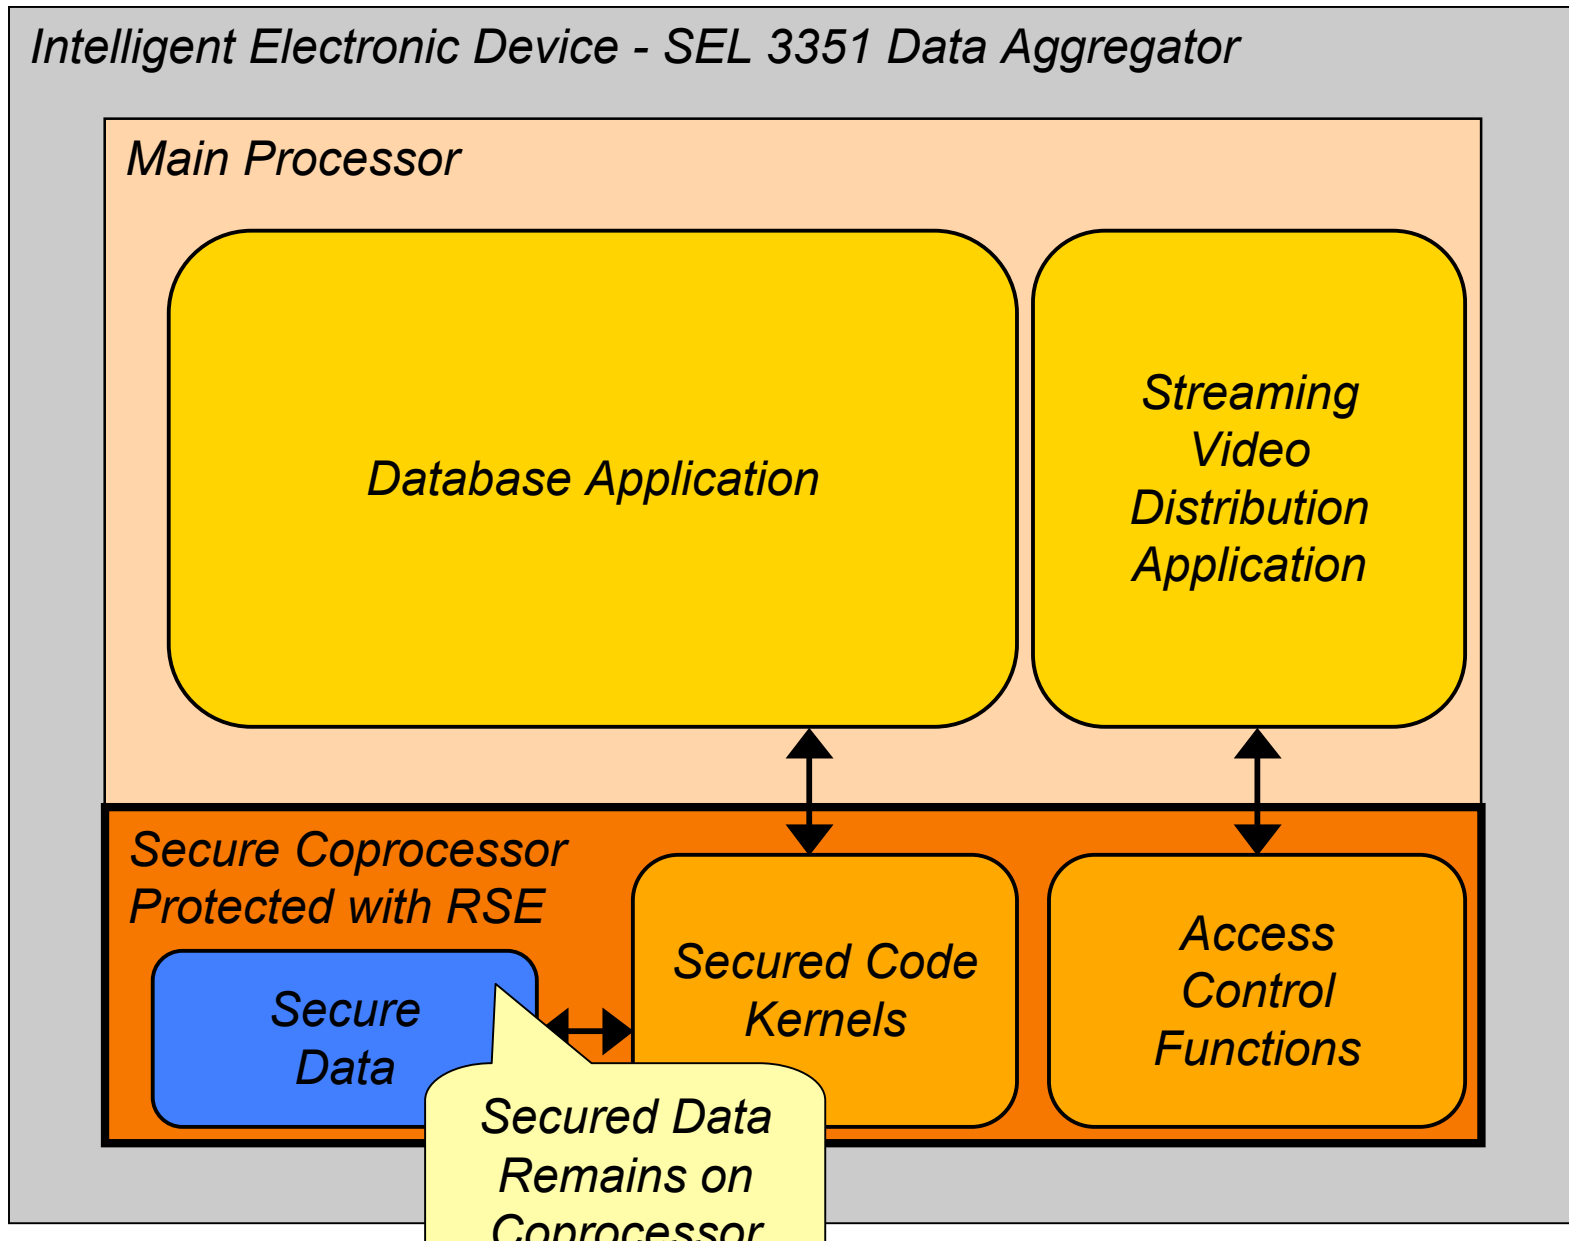 Intelligent Electronic Device - SEL 3351 Data Aggregator
Main Processor
Database Application
Streaming
Video
Distribution
Application
Secure Coprocessor
Protected with RSE
Secure
Data
Secured Code
Kernels
Access
Control
Functions
Secured Data
Remains on
Coprocessor